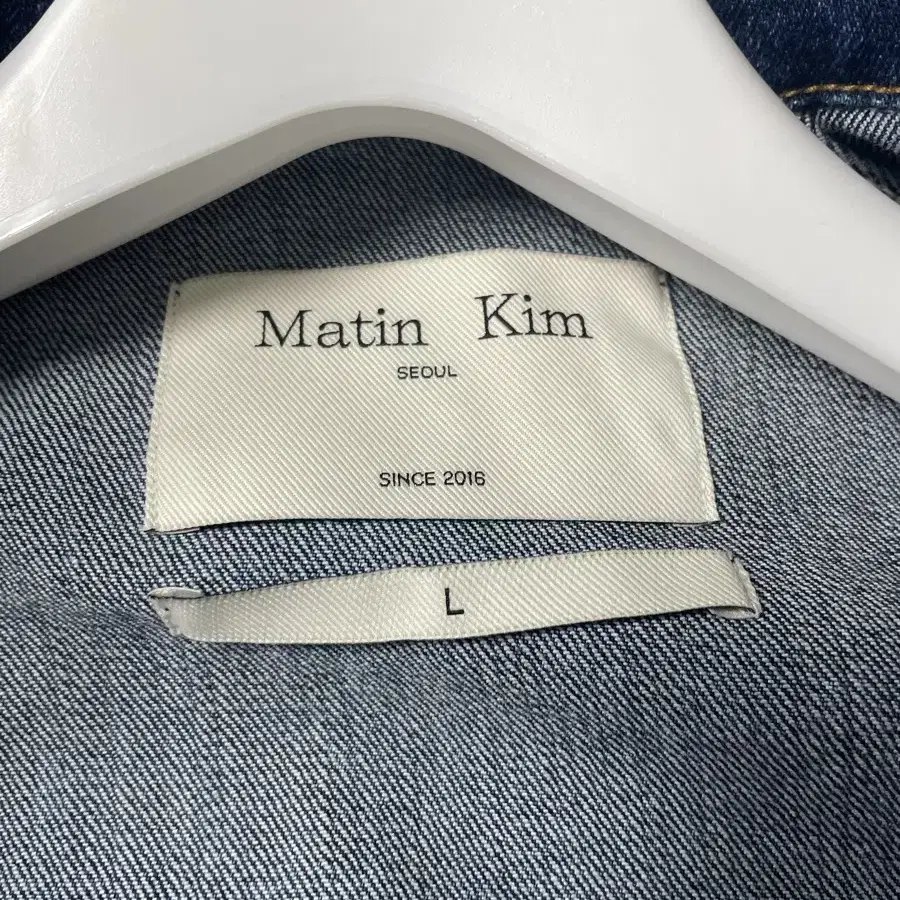 Matin Kim
SEOUL
SINCE 2016
L